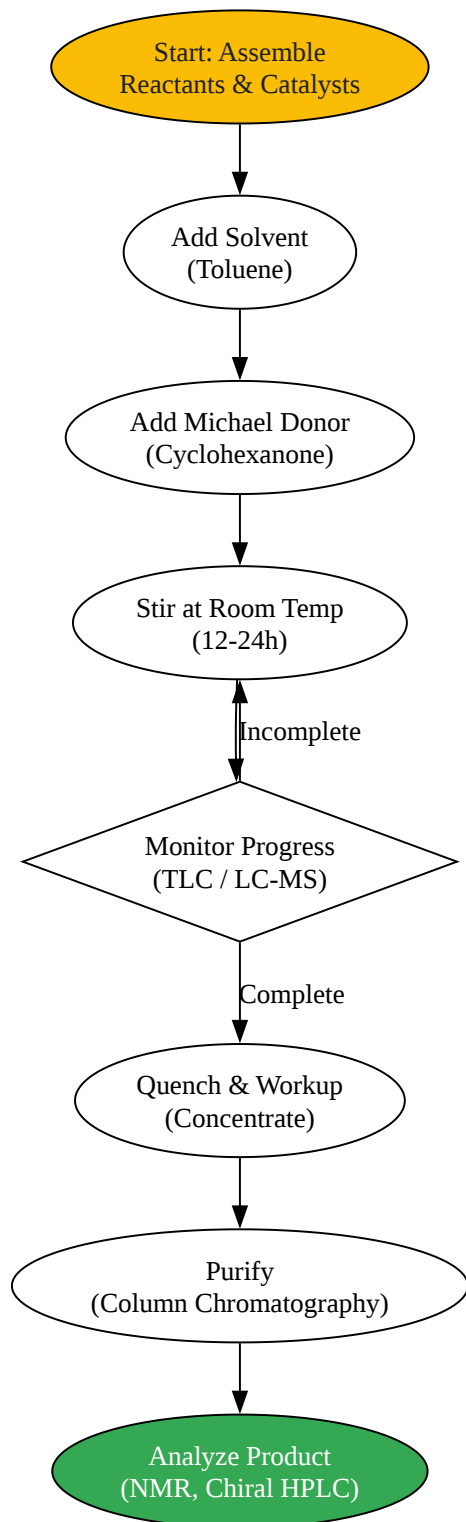 Start: Assemble
Reactants & Catalysts
Add Solvent
(Toluene)
Add Michael Donor
(Cyclohexanone)
Stir at Room Temp
(12-24h)
Incomplete
Monitor Progress
(TLC / LC-MS)
Complete
Quench & Workup
(Concentrate)
Purify
(Column Chromatography)
Analyze Product
(NMR, Chiral HPLC)